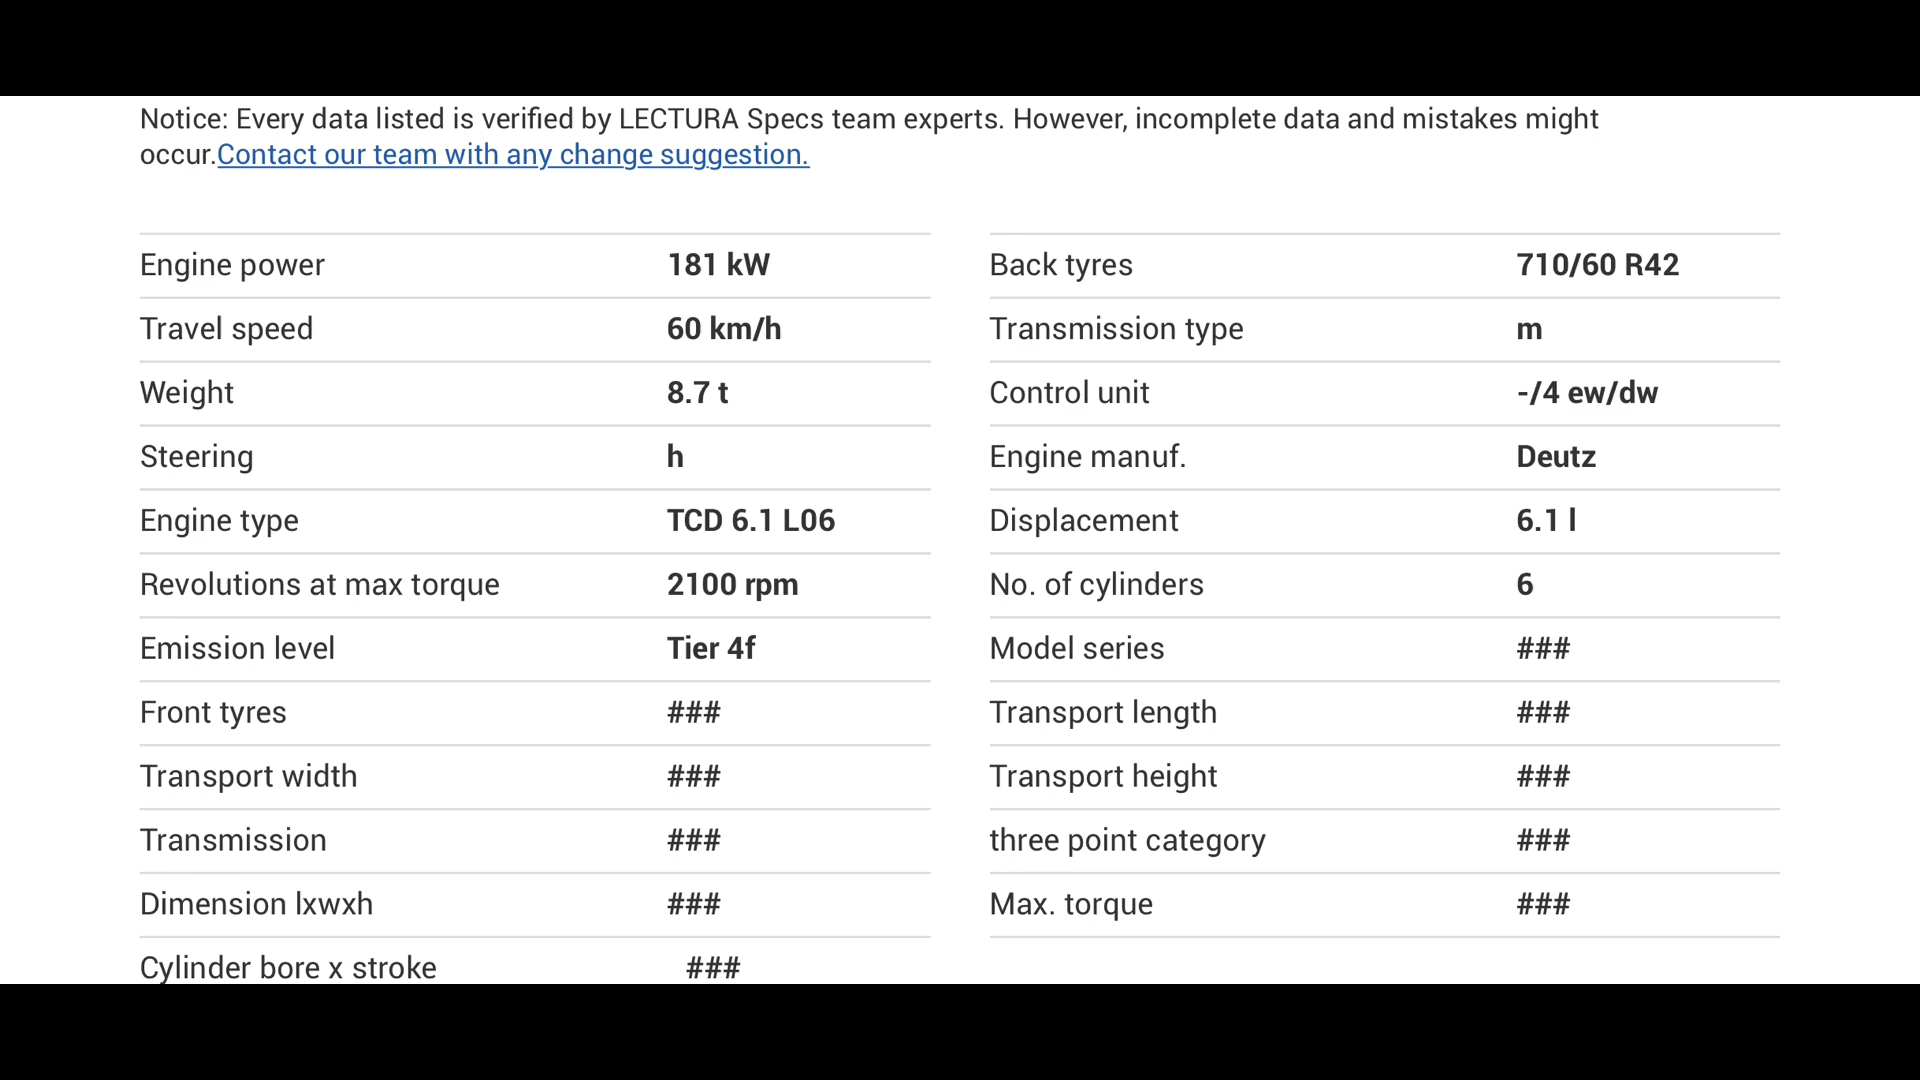 Notice: Every data listed is verified by LECTURA Specs team experts. However, incomplete data and mistakes might
occur.Contact our team with any change suggestion.
Engine power 181 kW
Back tyres 710/60 R42
Travel speed 60 km/h
Transmission type m
Weight 8.7 t
Control unit -/4 ew/dw
Steering h
Engine manuf. Deutz
Engine type TCD 6.1 L06
Displacement 6.1 l
Revolutions at max torque 2100 rpm
No. of cylinders 6
Emission level Tier 4f
Model series ###
Front tyres ###
Transport length ###
Transport width ###
Transport height ###
Transmission ###
three point category ###
Dimension lxwxh ###
Max. torque ###
Cylinder bore x stroke ###